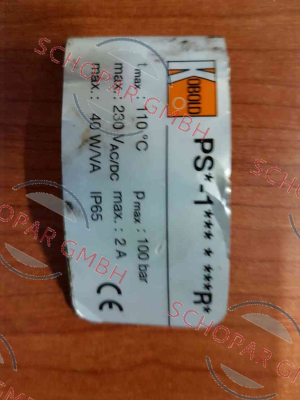 KOBOLD
PS*-1*** * ***R*
t max.: 110 °C p max: 100 bar
max.: 230 VAC/DC max.: 2 A
max.: 40 W/VA IP65
CE
SCHOPAR GMBH
SCHOPAR GMBH
SCHOPAR GMBH